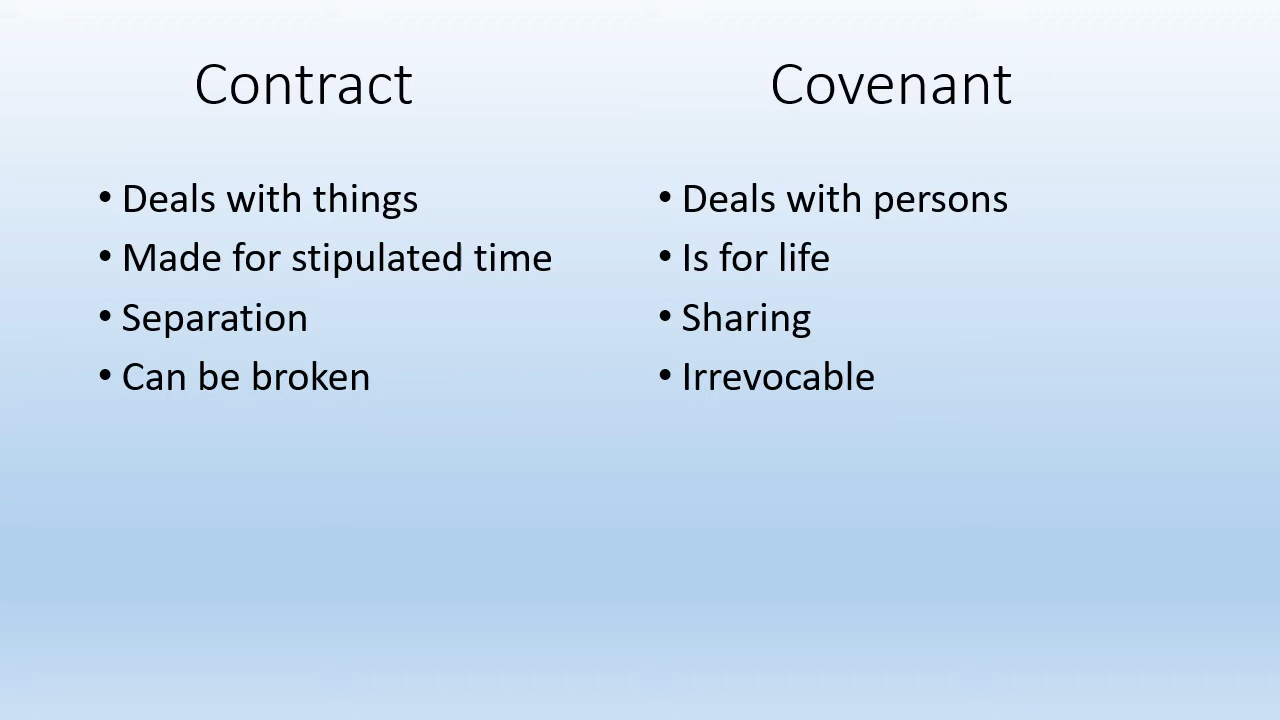 Contract
• Deals with things
• Made for stipulated time
• Separation
• Can be broken
Covenant
• Deals with persons
• Is for life
• Sharing
• Irrevocable